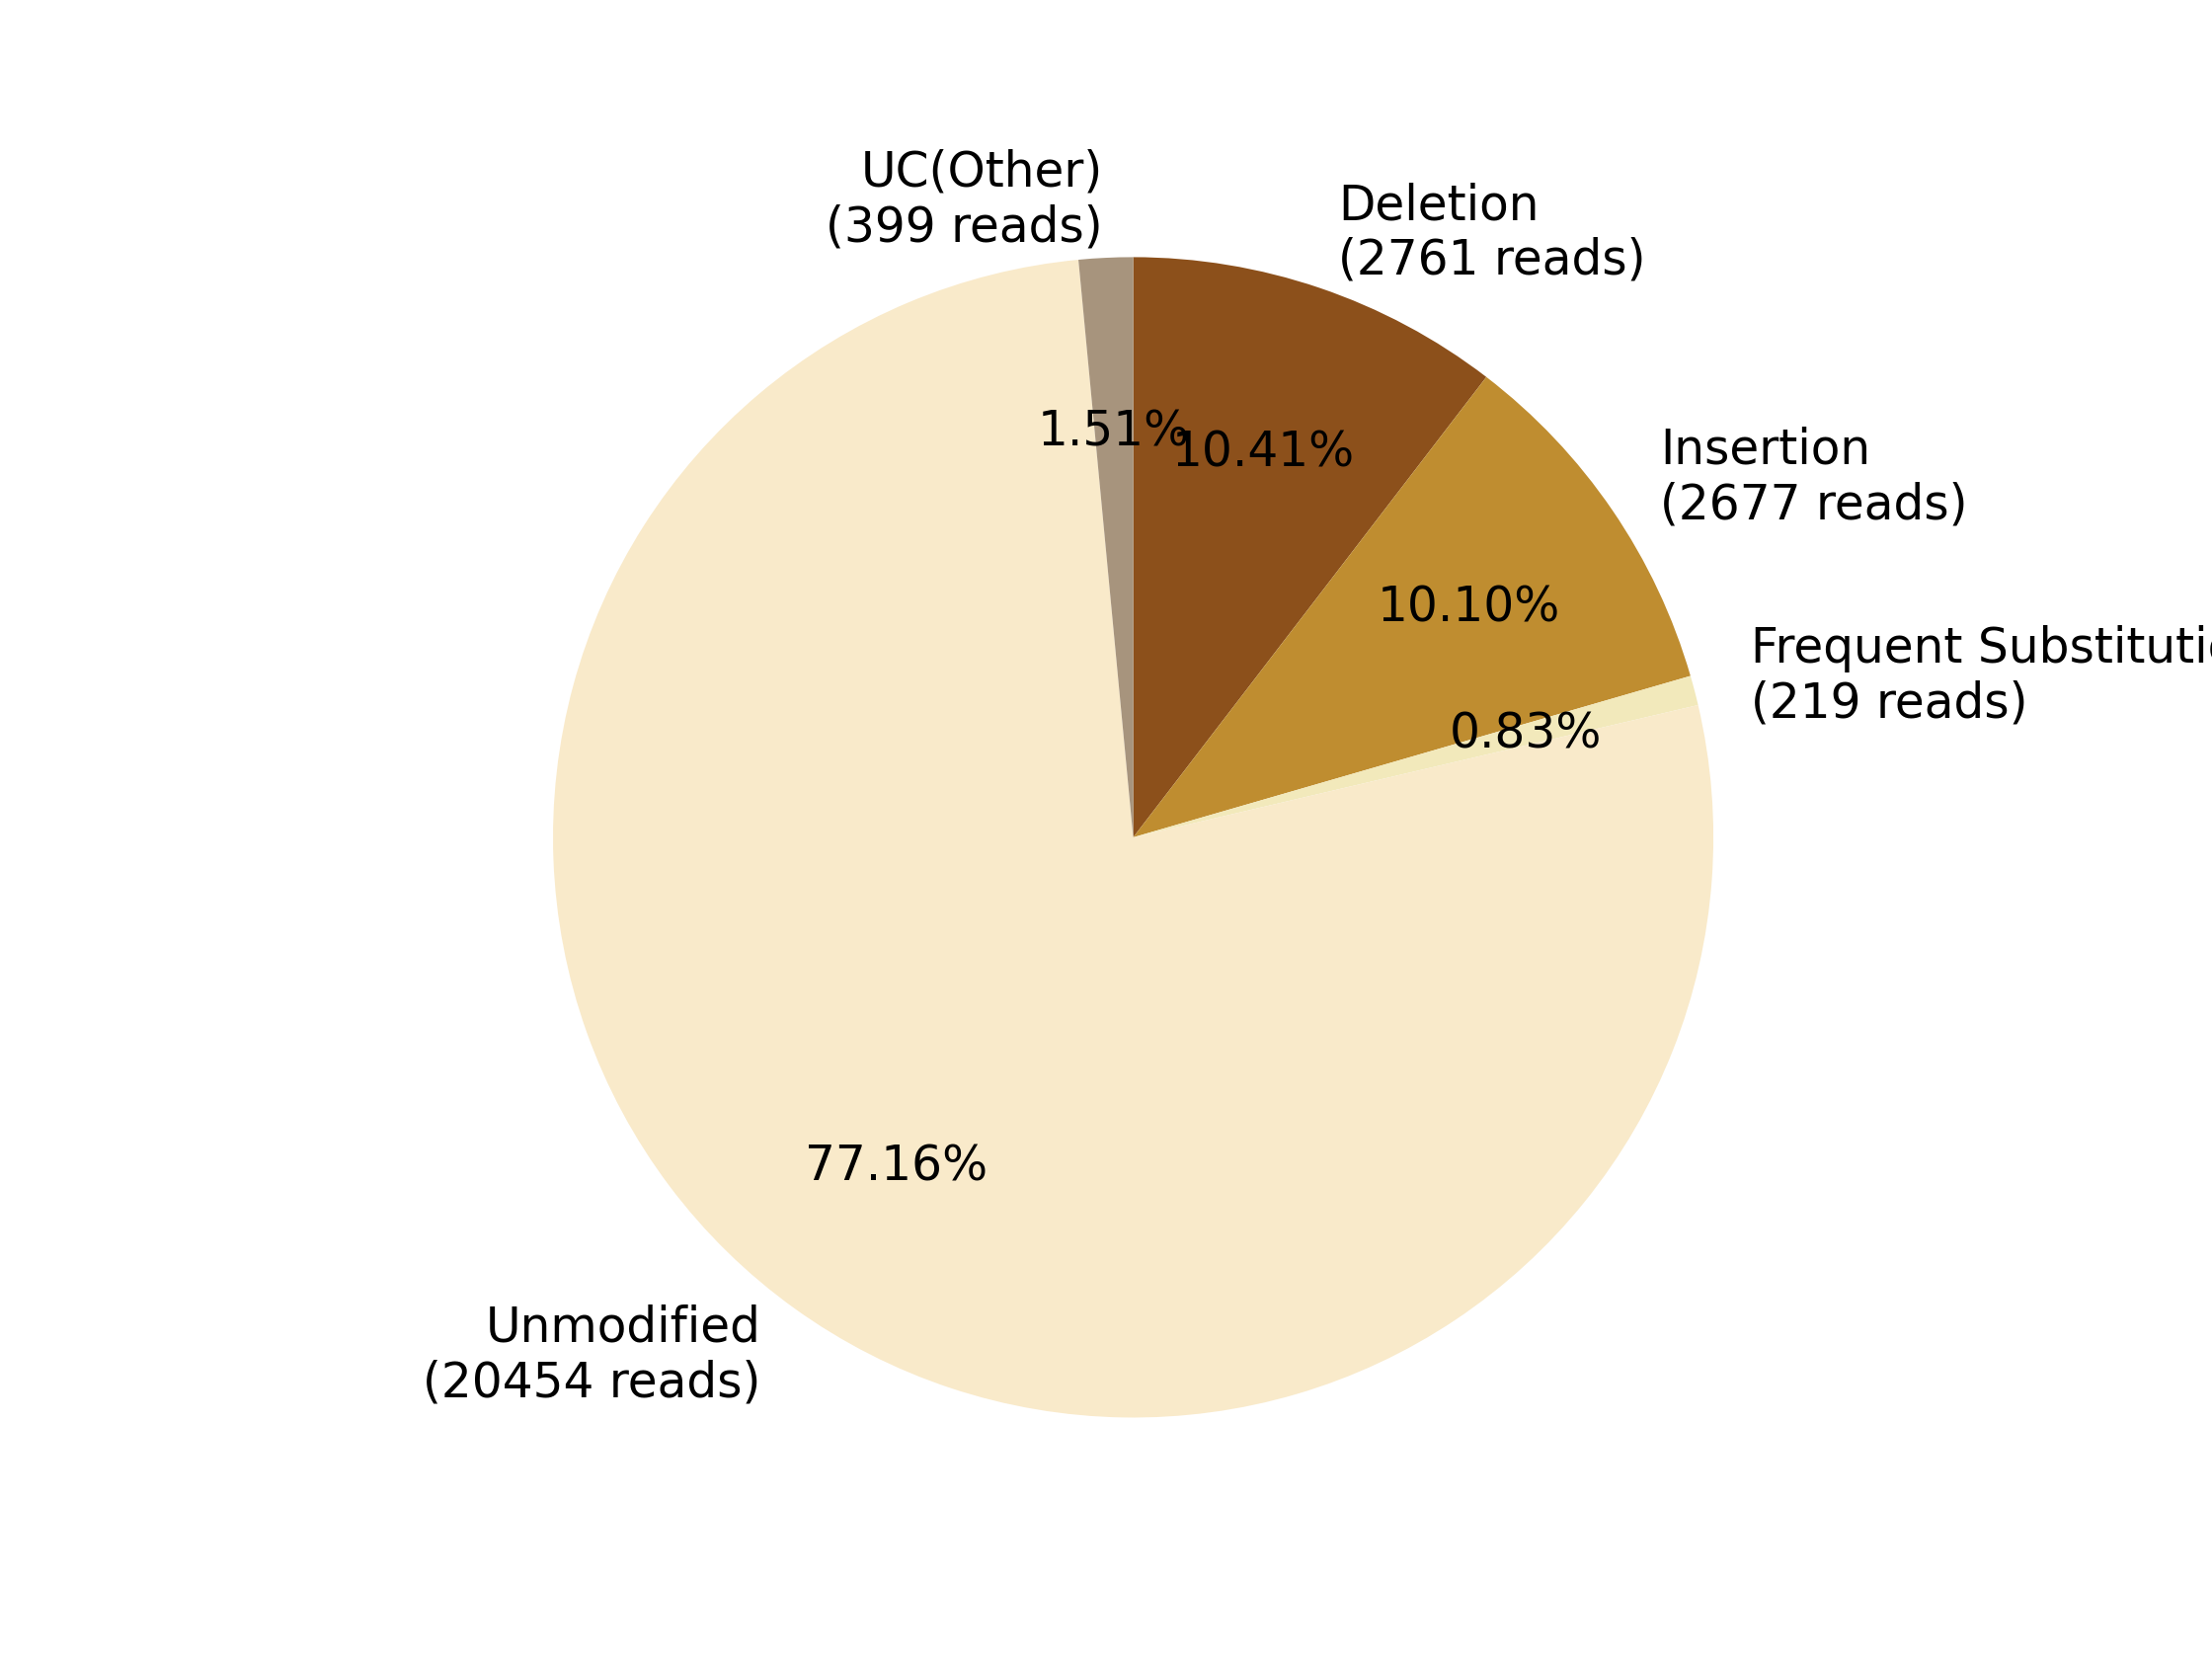 UC(Other)
(399 reads)
Deletion
(2761 reads)
Insertion
(2677 reads)
Frequent
(219 reads)
1.51%
10.41%
10.10%
0.83%
77.16%
Unmodified
(20454 reads)